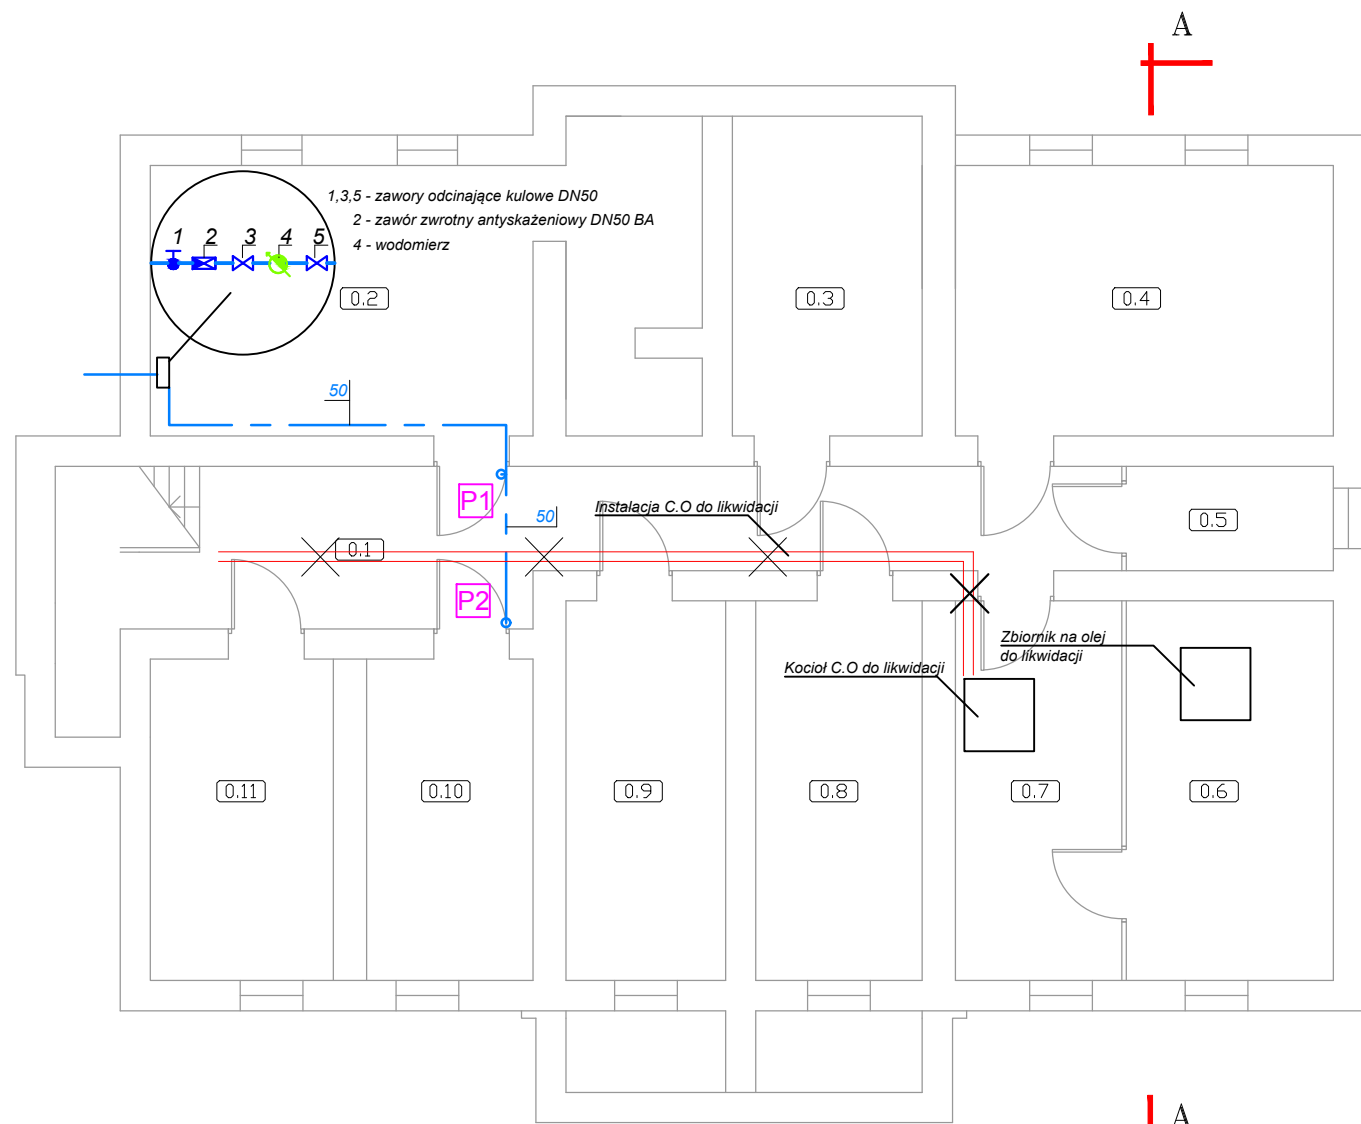 A
1,3,5 - zawory odcinające kulowe DN50
2 - zawór zwrotny antyskażeniowy DN50 BA
4 - wodomierz
1 2 3 4 5
0.2
0.3
0.4
50
P1
50
Instalacja C.O do likwidacji
0.5
0.1
P2
Zbiornik na olej
do likwidacji
Kocioł C.O do likwidacji
0.11
0.10
0.9
0.8
0.7
0.6
A